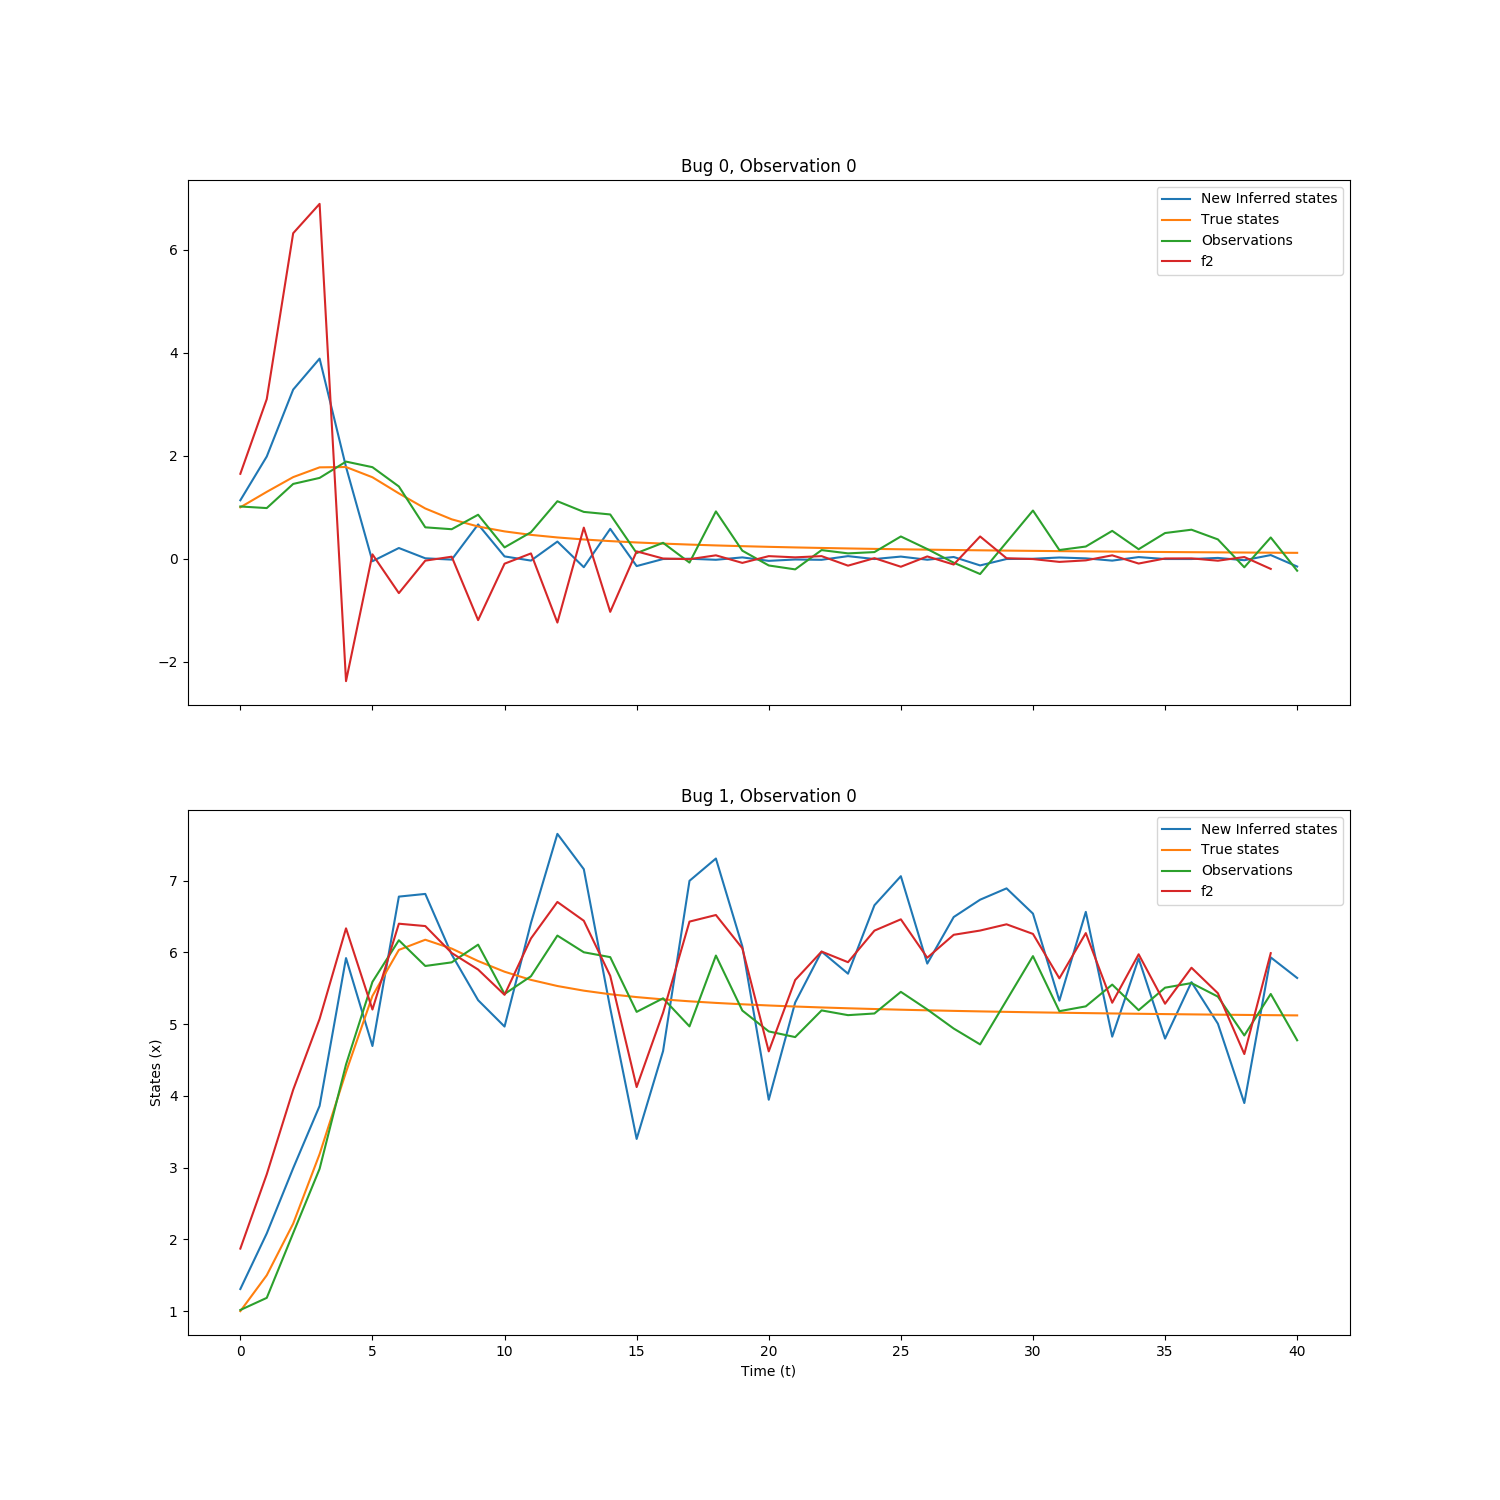 Bug 0, Observation 0
New Inferred states
True states
Observations
f2
6
4
2
0
−2
Bug 1, Observation 0
New Inferred states
True states
Observations
f2
7
6
5
4
3
2
1
States (x)
0 5 10 15 20 25 30 35 40
Time (t)